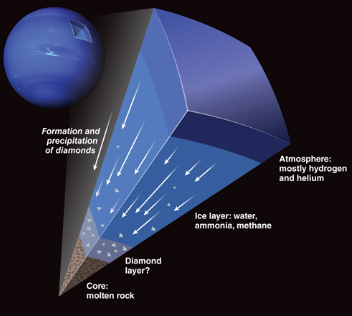 Formation and
precipitation
of diamonds
Atmosphere:
mostly hydrogen
and helium
Ice layer: water,
ammonia, methane
Diamond
layer?
Core:
molten rock